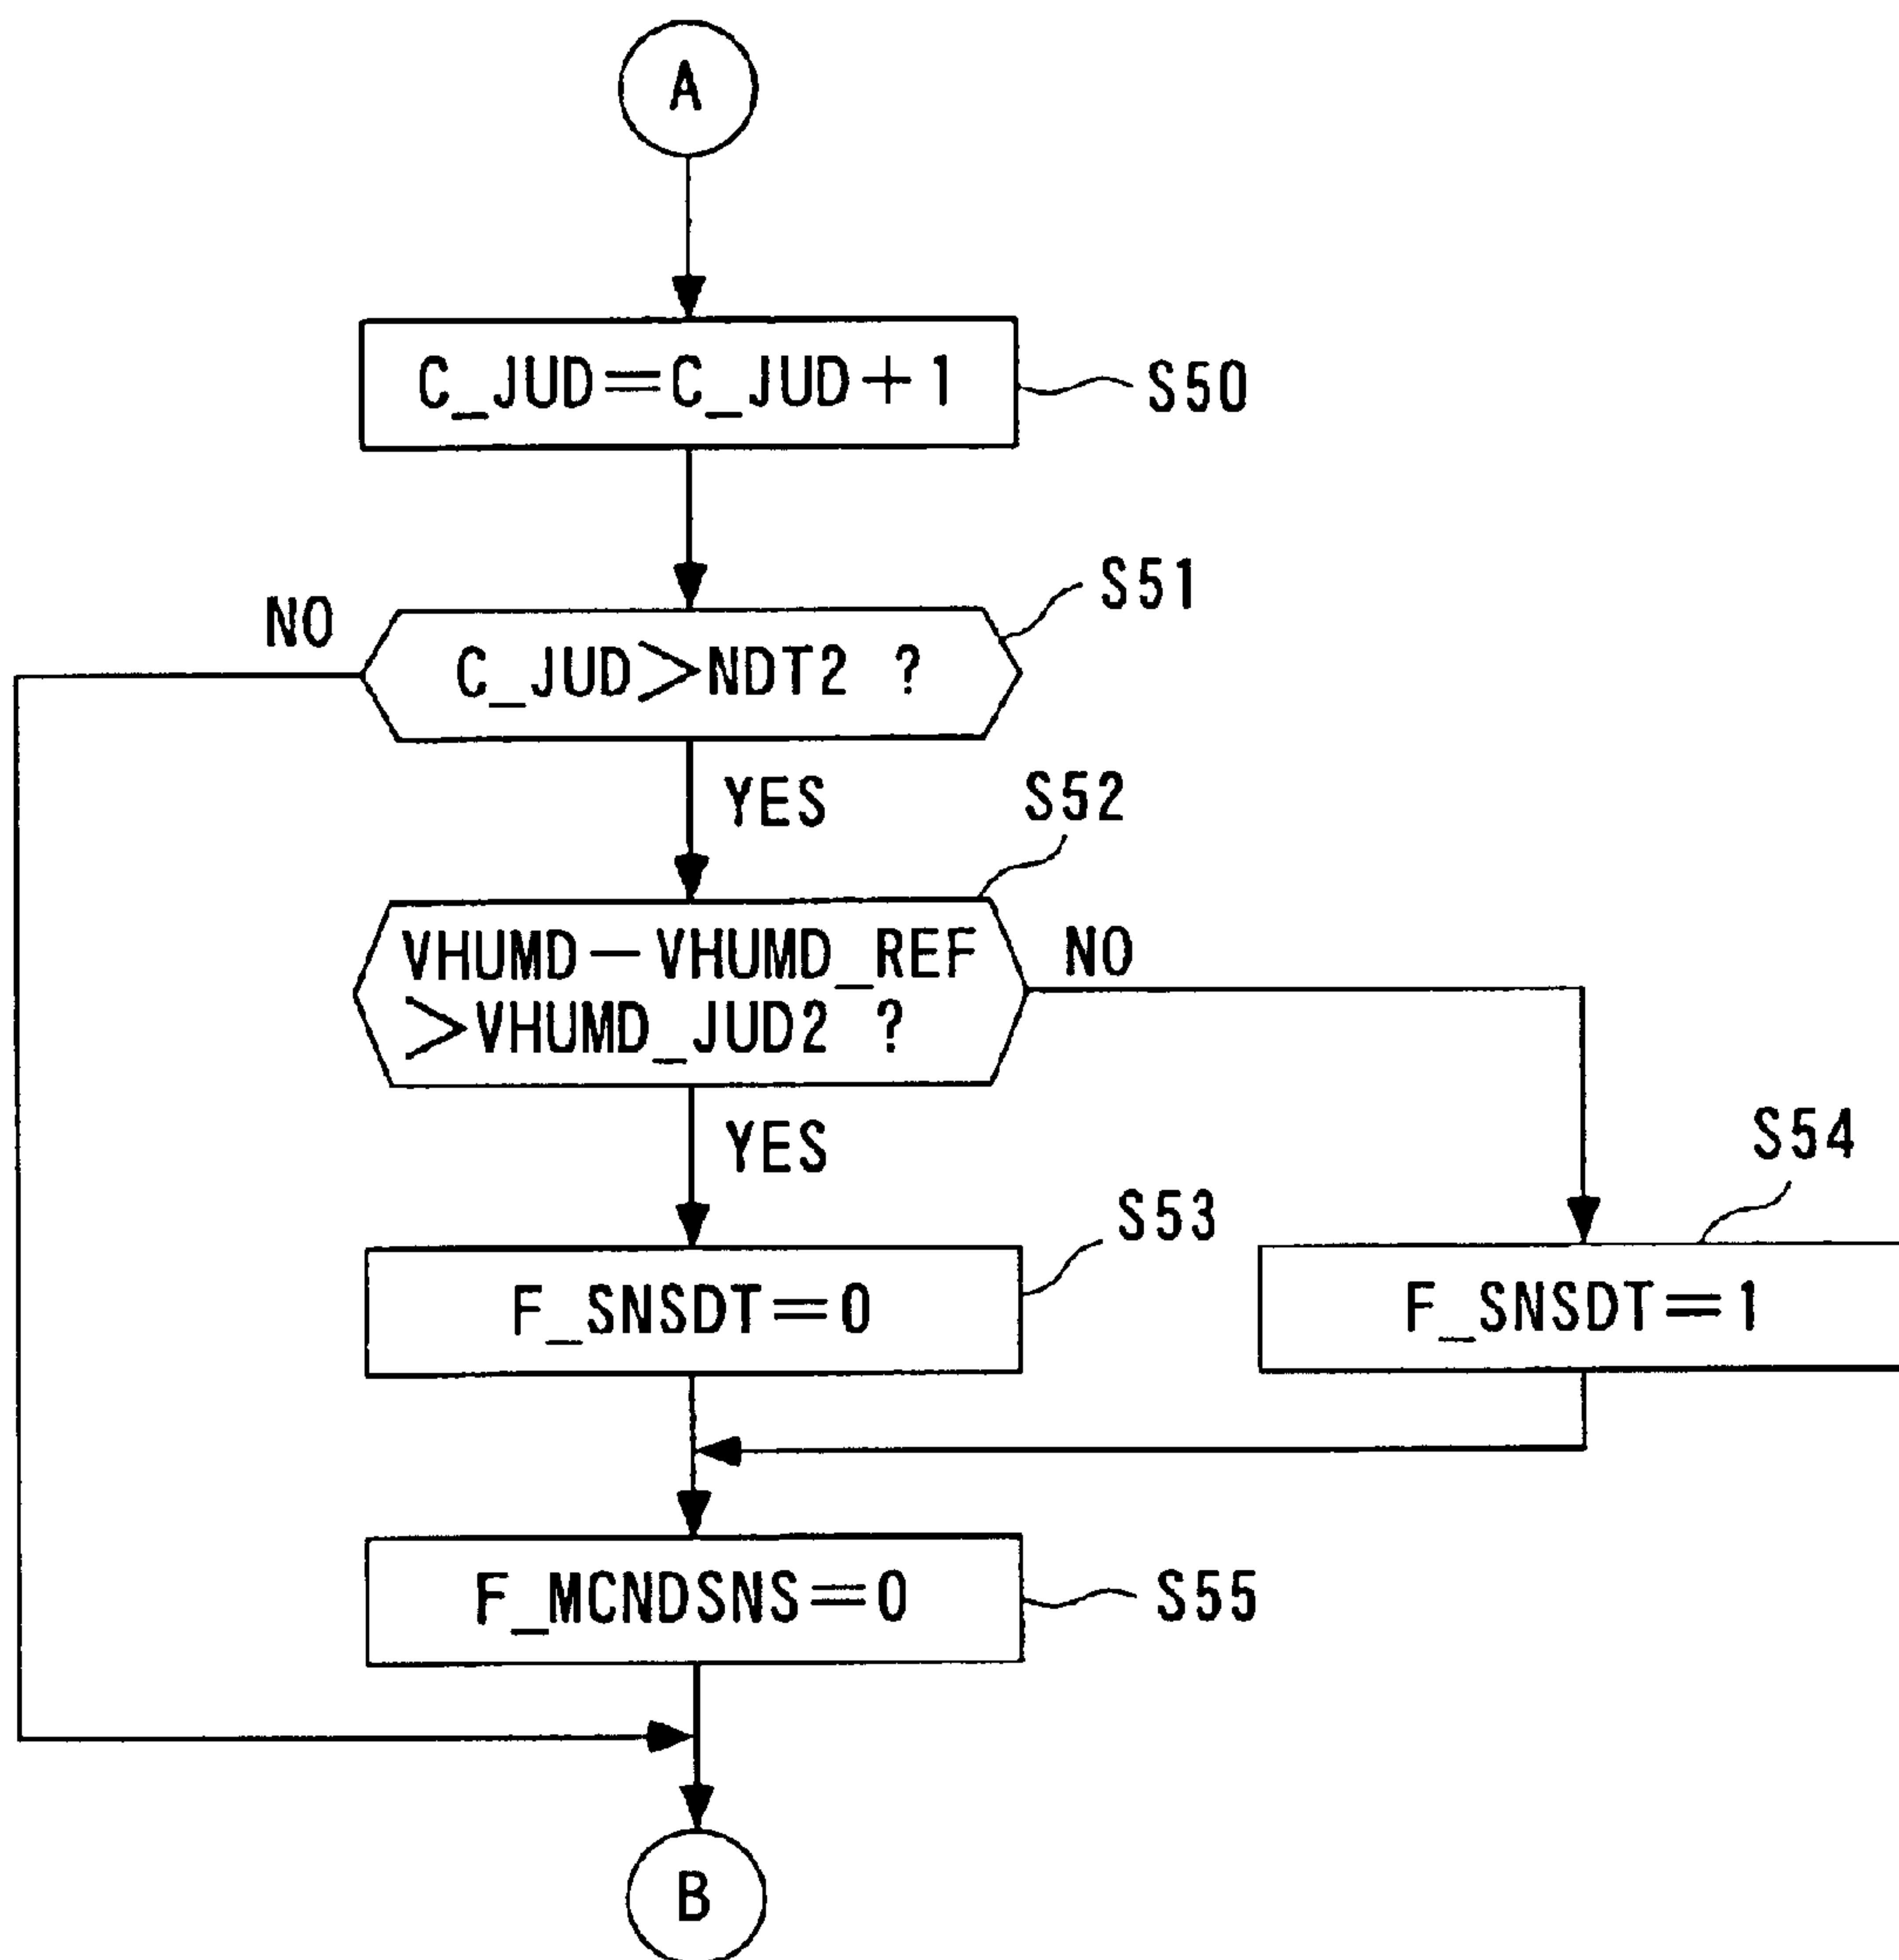 A
C_JUD=C_JUD+1
S50
S51
NO
C_JUD>NDT2 ?
YES
S52
VHUMD-VHUMD_REF
>VHUMD_JUD2 ?
NO
YES
S54
S53
F_SNSDT=0
F_SNSDT=1
F_MCNDSNS=0
S55
B